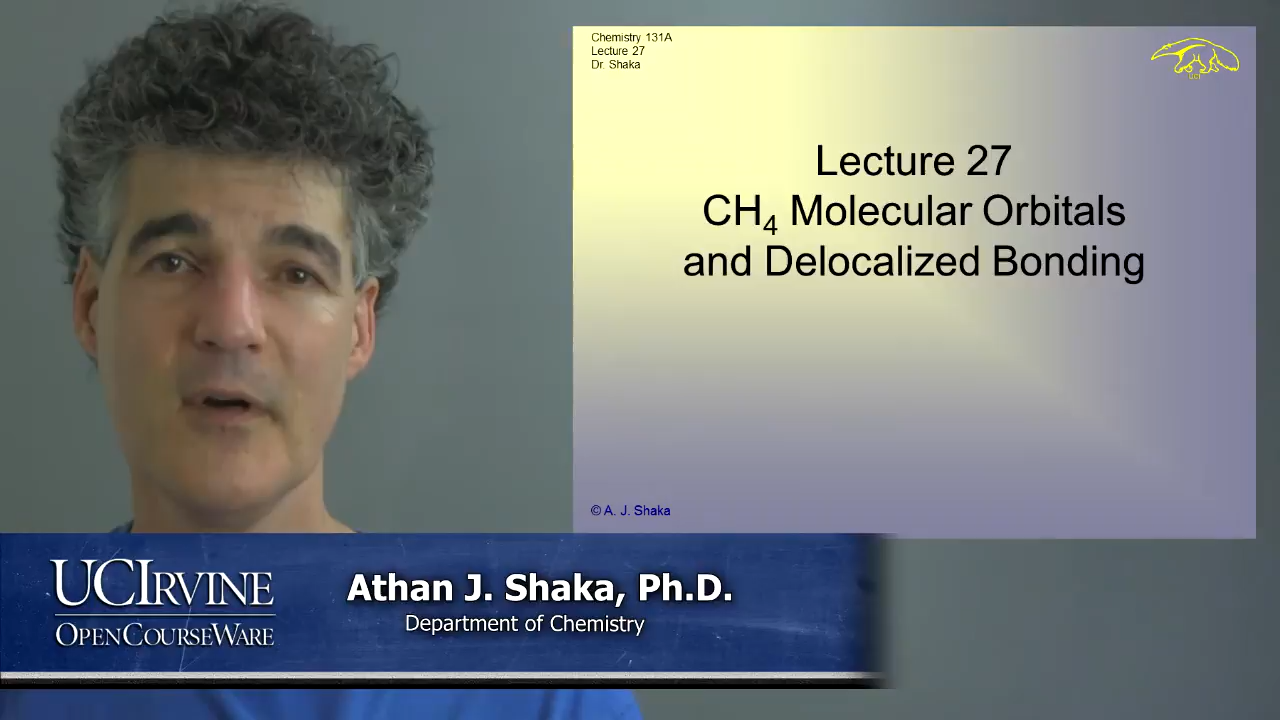 Chemistry 131A
Lecture 27
Dr. Shaka
UCI
Lecture 27
CH₄ Molecular Orbitals
and Delocalized Bonding
© A. J. Shaka
UCIRVINE
OPENCOURSEWARE
Athan J. Shaka, Ph.D.
Department of Chemistry